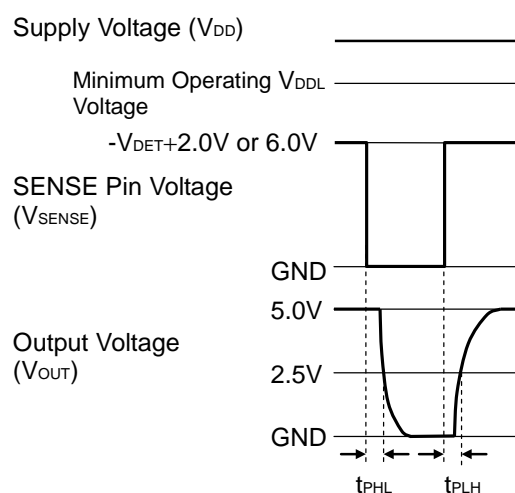 Supply Voltage (VDD)
Minimum Operating VDDL
Voltage
-VDET+2.0V or 6.0V
SENSE Pin Voltage
(VSENSE)
GND
5.0V
Output Voltage
(VOUT)
2.5V
GND
tPHL tPLH